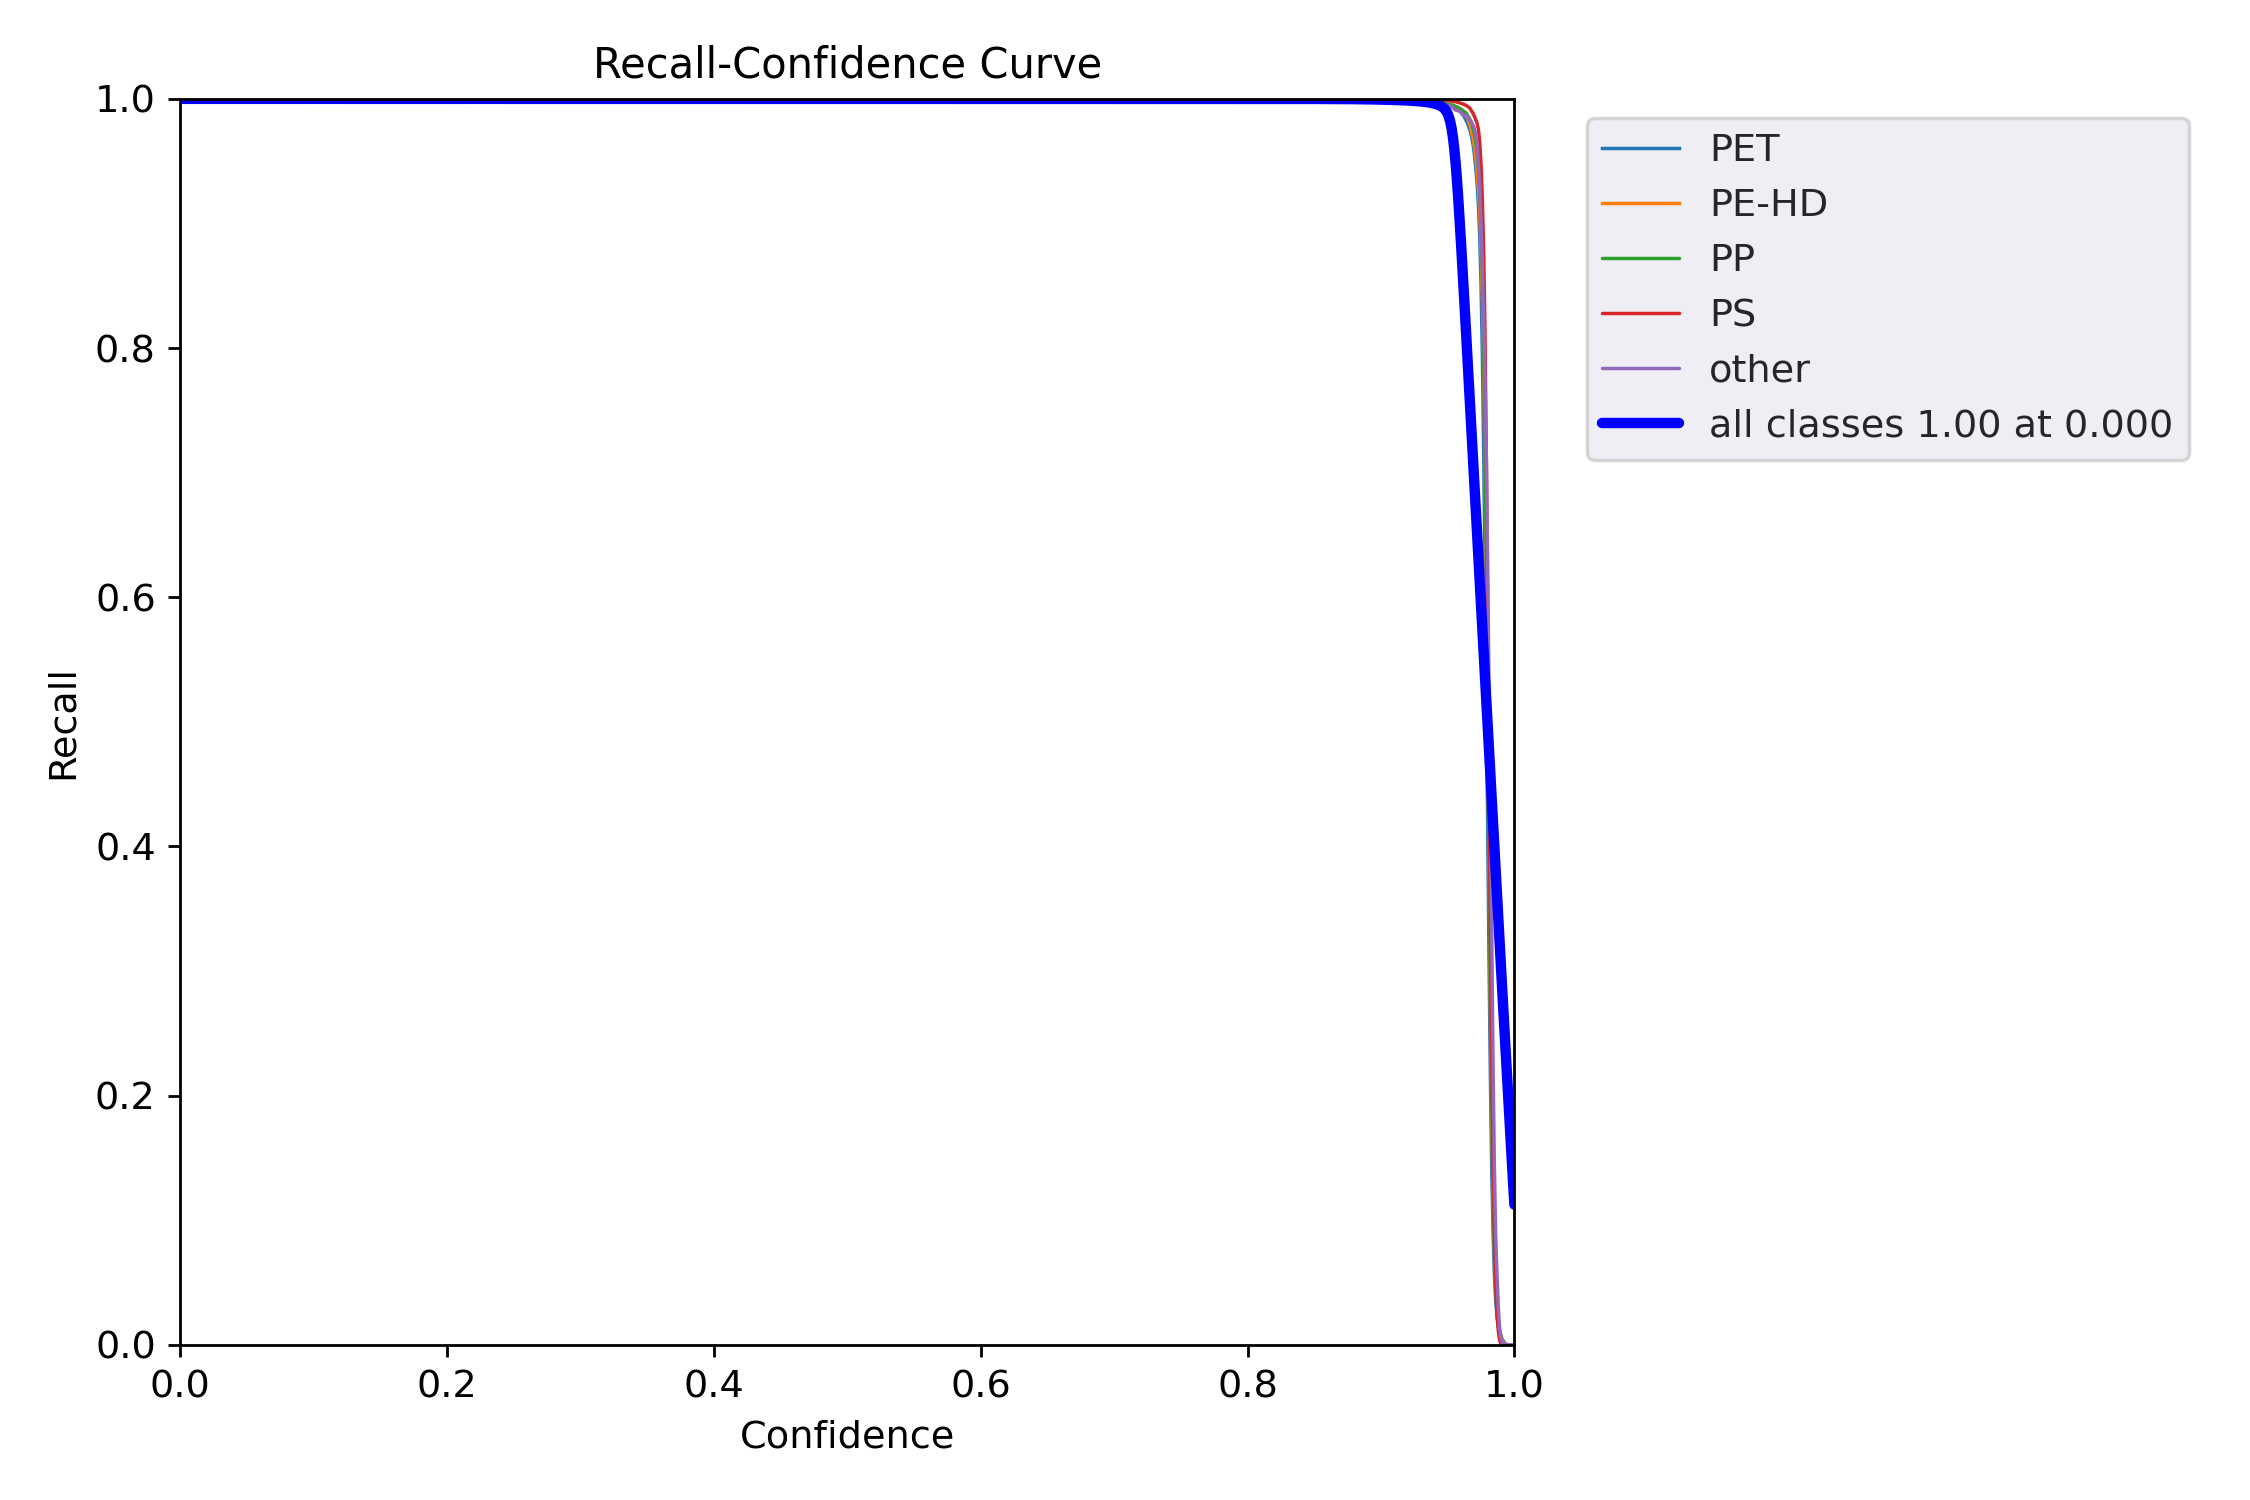 Recall-Confidence Curve
1.0
0.8
0.6
0.4
0.2
0.0
Recall
0.0 0.2 0.4 0.6 0.8 1.0
Confidence
PET
PE-HD
PP
PS
other
all classes 1.00 at 0.000